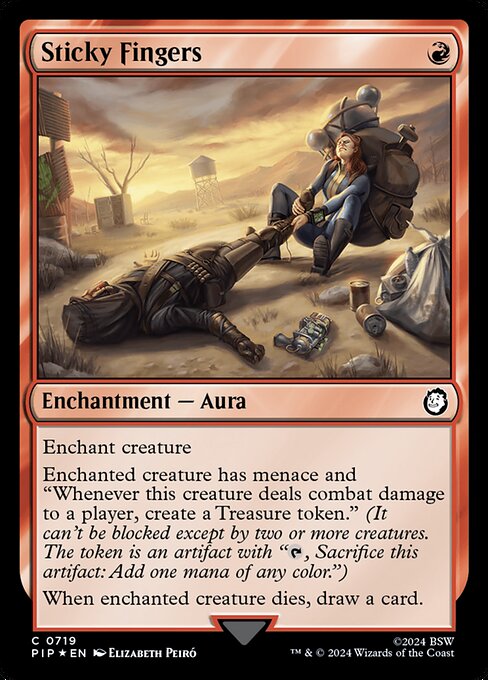 Sticky Fingers
Enchantment — Aura
Enchant creature
Enchanted creature has menace and
“Whenever this creature deals combat damage
to a player, create a Treasure token.” (It
can’t be blocked except by two or more creatures.
The token is an artifact with “, Sacrifice this
artifact: Add one mana of any color.”)
When enchanted creature dies, draw a card.
C 0719
PIP ★ EN Elizabeth Peiró
©2024 BSW
™ & © 2024 Wizards of the Coast